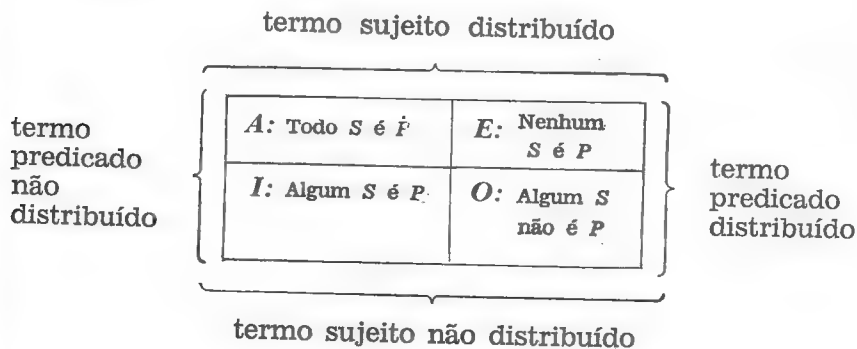 termo sujeito distribuído
termo
predicado
não
distribuído
A: Todo S é P
E: Nenhum
S é P
I: Algum S é P.
O: Algum S
não é P
termo
predicado
distribuído
termo sujeito não distribuído